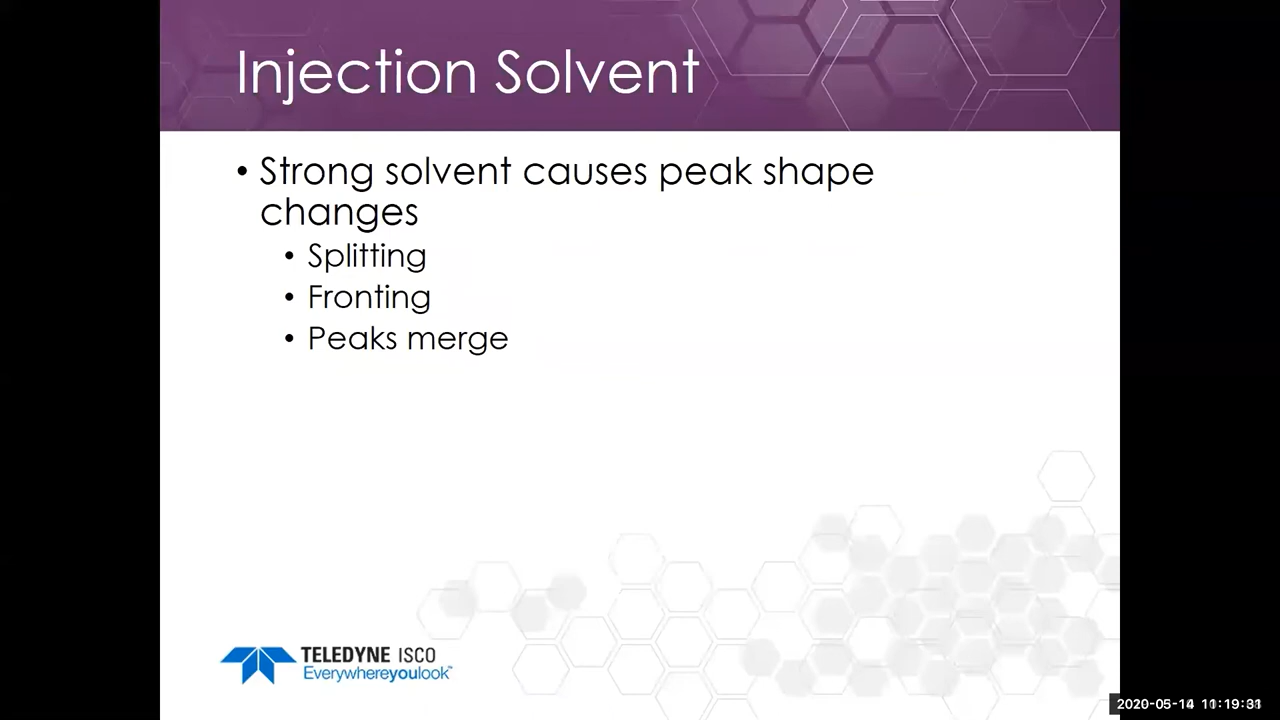 Injection Solvent
• Strong solvent causes peak shape
changes
• Splitting
• Fronting
• Peaks merge
TELEDYNE ISCO
Everywhereyoulook™
2020-05-14 11:19:31